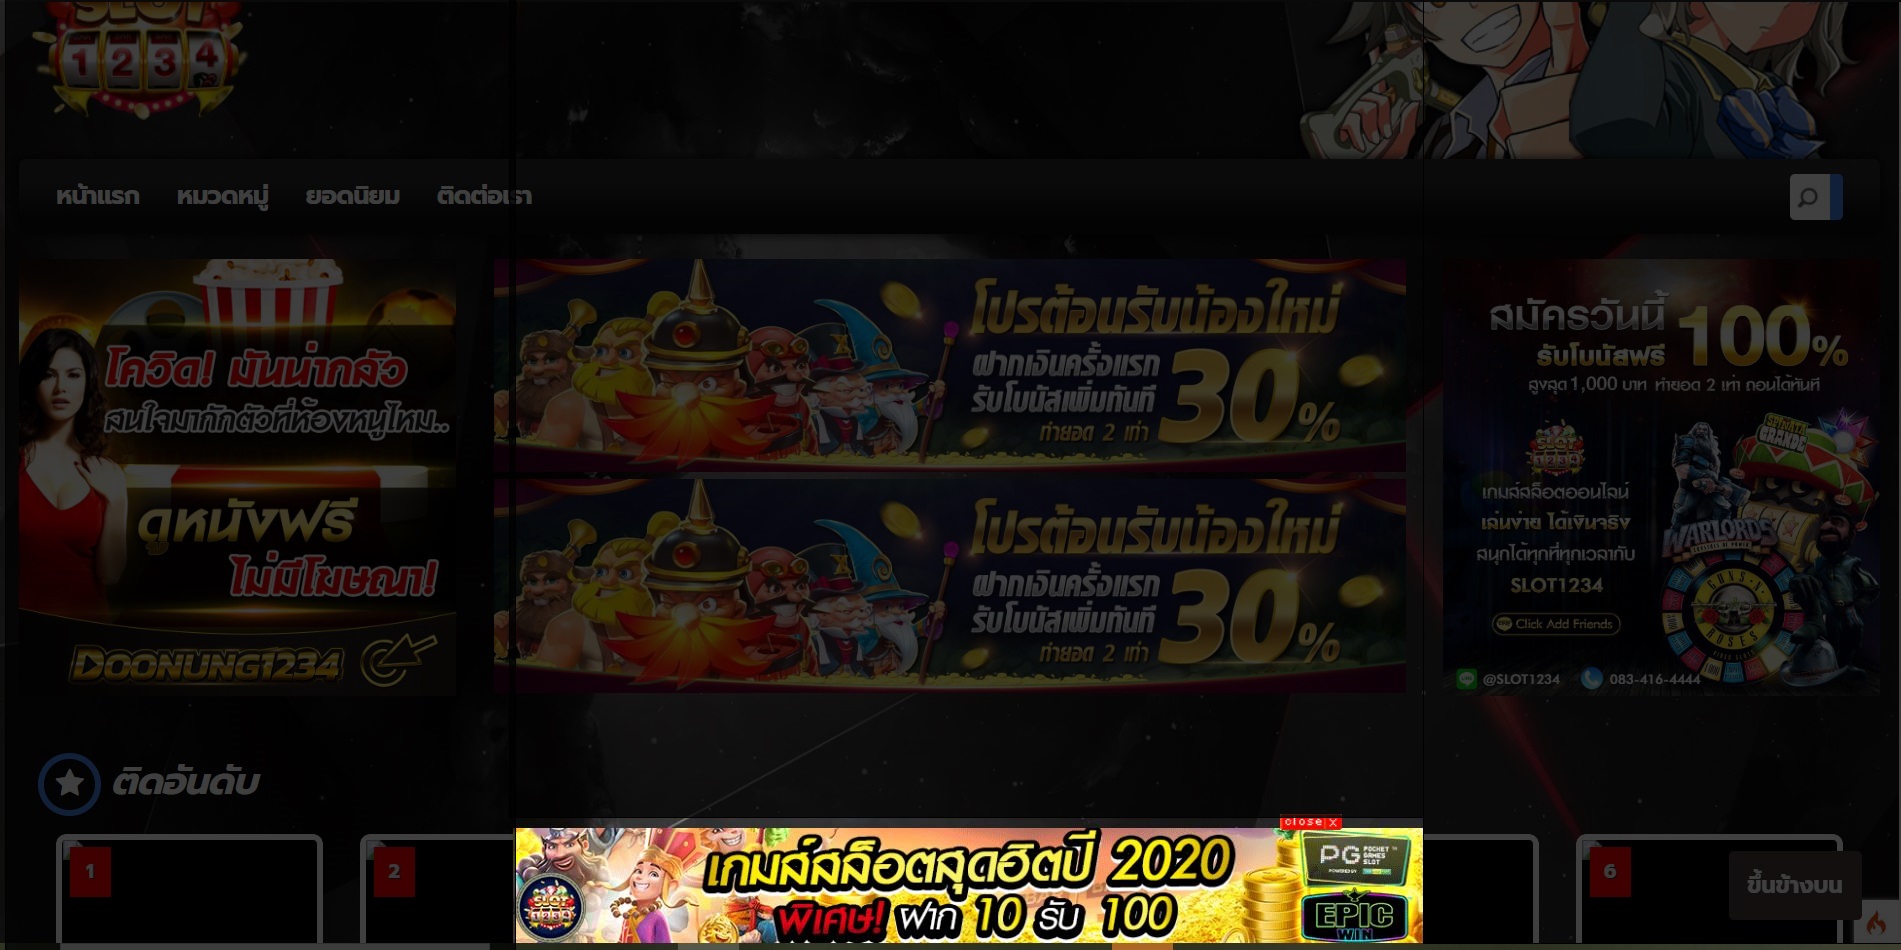 SLOT
1234
หน้าแรก หมวดหมู่ ยอดนิยม ติดต่อเรา
โควิด! มันน่ากลัว
สนใจมากักตัวที่ห้องหนูไหม..
ดูหนังฟรี
ไม่มีโฆษณา!
DOONUNG1234
โปรต้อนรับน้องใหม่
ฝากเงินครั้งแรก
รับโบนัสเพิ่มทันที
30%
ทำยอด 2 เท่า
โปรต้อนรับน้องใหม่
ฝากเงินครั้งแรก
รับโบนัสเพิ่มทันที
30%
ทำยอด 2 เท่า
สมัครวันนี้
รับโบนัสฟรี 100%
สูงสุด 1,000 บาท ทำยอด 2 เท่า ถอนได้ทันที
SLOT
1234
เกมส์สล็อตออนไลน์
เล่นง่าย ได้เงินจริง
สนุกได้ทุกที่ทุกเวลากับ
SLOT1234
Click Add Friends
@SLOT1234 083-416-4444
WARLORDS
GUNS N'
ROSES
ติดอันดับ
1
2
6
ขึ้นข้างบน
close X
เกมส์สล็อตสุดฮิตปี 2020
พิเศษ! ฝาก 10 รับ 100
SLOT
1234
PG POCKET
GAMES
SLOT
EPIC
WIN